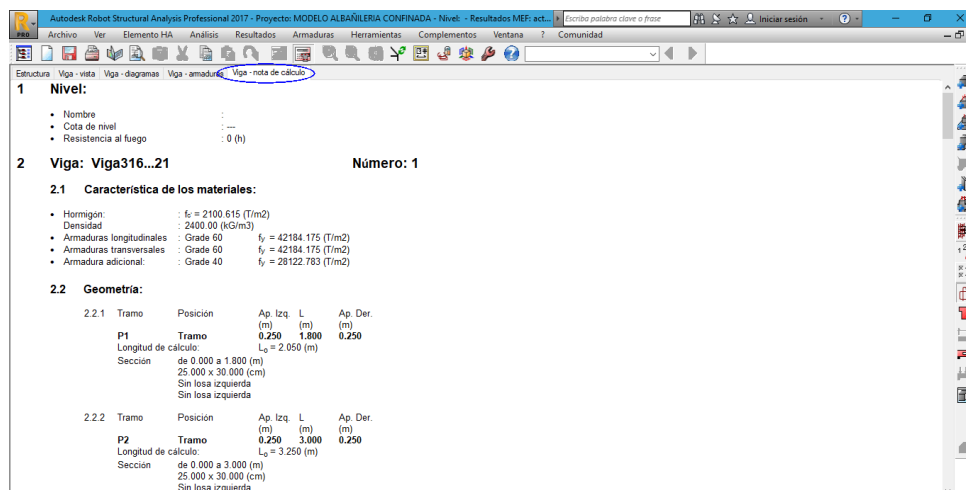 Autodesk Robot Structural Analysis Professional 2017 - Proyecto: MODELO ALBAÑILERIA CONFINADA - Nivel: - Resultados MEF: act... Escriba palabra clave o frase Iniciar sesión
PRO Archivo Ver Elemento HA Análisis Resultados Armaduras Herramientas Complementos Ventana ? Comunidad
Estructura Viga - vista Viga - diagramas Viga - armaduras Viga - nota de cálculo
1 Nivel:
• Nombre :
• Cota de nivel : ---
• Resistencia al fuego : 0 (h)
2 Viga: Viga316...21 Número: 1
2.1 Característica de los materiales:
• Hormigón: : fc' = 2100.615 (T/m2)
Densidad : 2400.00 (kG/m3)
• Armaduras longitudinales : Grade 60 fy = 42184.175 (T/m2)
• Armaduras transversales : Grade 60 fy = 42184.175 (T/m2)
• Armadura adicional: : Grade 40 fy = 28122.783 (T/m2)
2.2 Geometría:
2.2.1 Tramo Posición Ap. Izq. L Ap. Der.
(m) (m) (m)
P1 Tramo 0.250 1.800 0.250
Longitud de cálculo: Lo = 2.050 (m)
Sección de 0.000 a 1.800 (m)
25.000 x 30.000 (cm)
Sin losa izquierda
Sin losa izquierda
2.2.2 Tramo Posición Ap. Izq. L Ap. Der.
(m) (m) (m)
P2 Tramo 0.250 3.000 0.250
Longitud de cálculo: Lo = 3.250 (m)
Sección de 0.000 a 3.000 (m)
25.000 x 30.000 (cm)
Sin losa izquierda